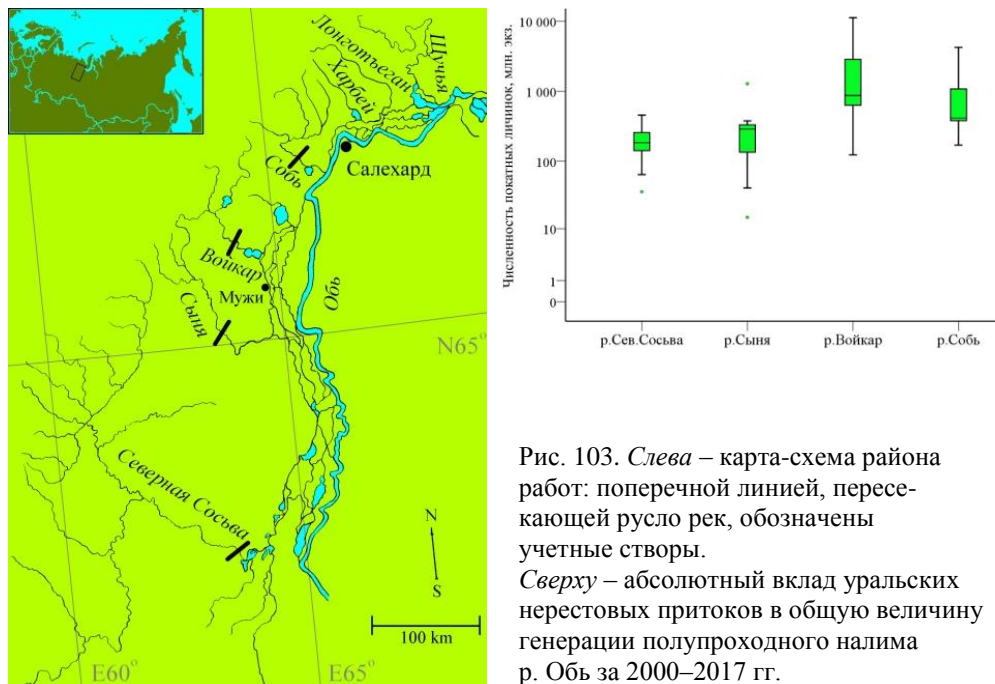 Лонготъеган
Харбей
Щучья
Собь
Салехард
Войкар
Мужи
Обь
Сыня
N65°
Северная Сосьва
N
S
100 km
E60°
E65°
Численность покатных личинок, млн. экз.
10 000
1 000
100
10
1
0
р.Сев.Сосьва р.Сыня р.Войкар р.Собь
Рис. 103. Слева – карта-схема района
работ: поперечной линией, пересе-
кающей русло рек, обозначены
учетные створы.
Сверху – абсолютный вклад уральских
нерестовых притоков в общую величину
генерации полупроходного налима
р. Обь за 2000–2017 гг.